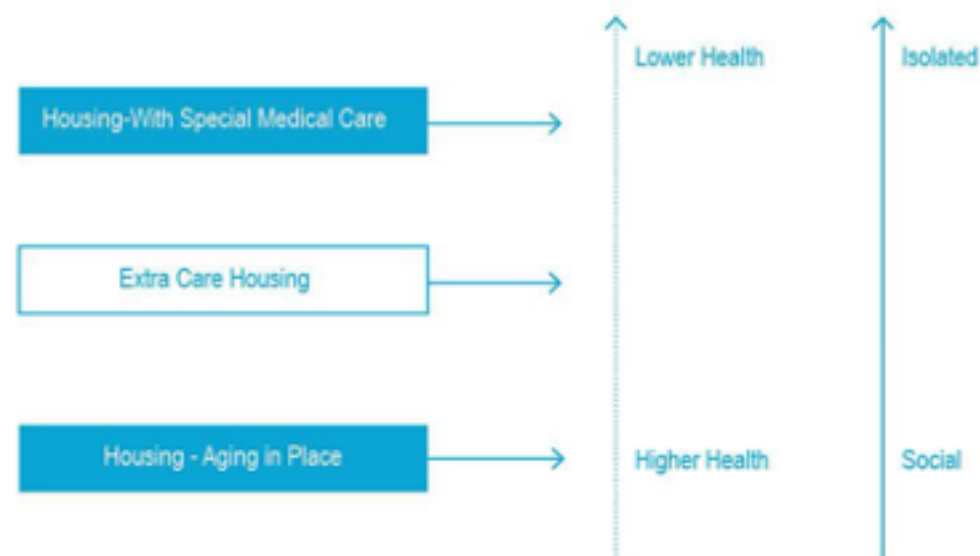 Lower Health
Isolated
Housing-With Special Medical Care
Extra Care Housing
Housing - Aging in Place
Higher Health
Social